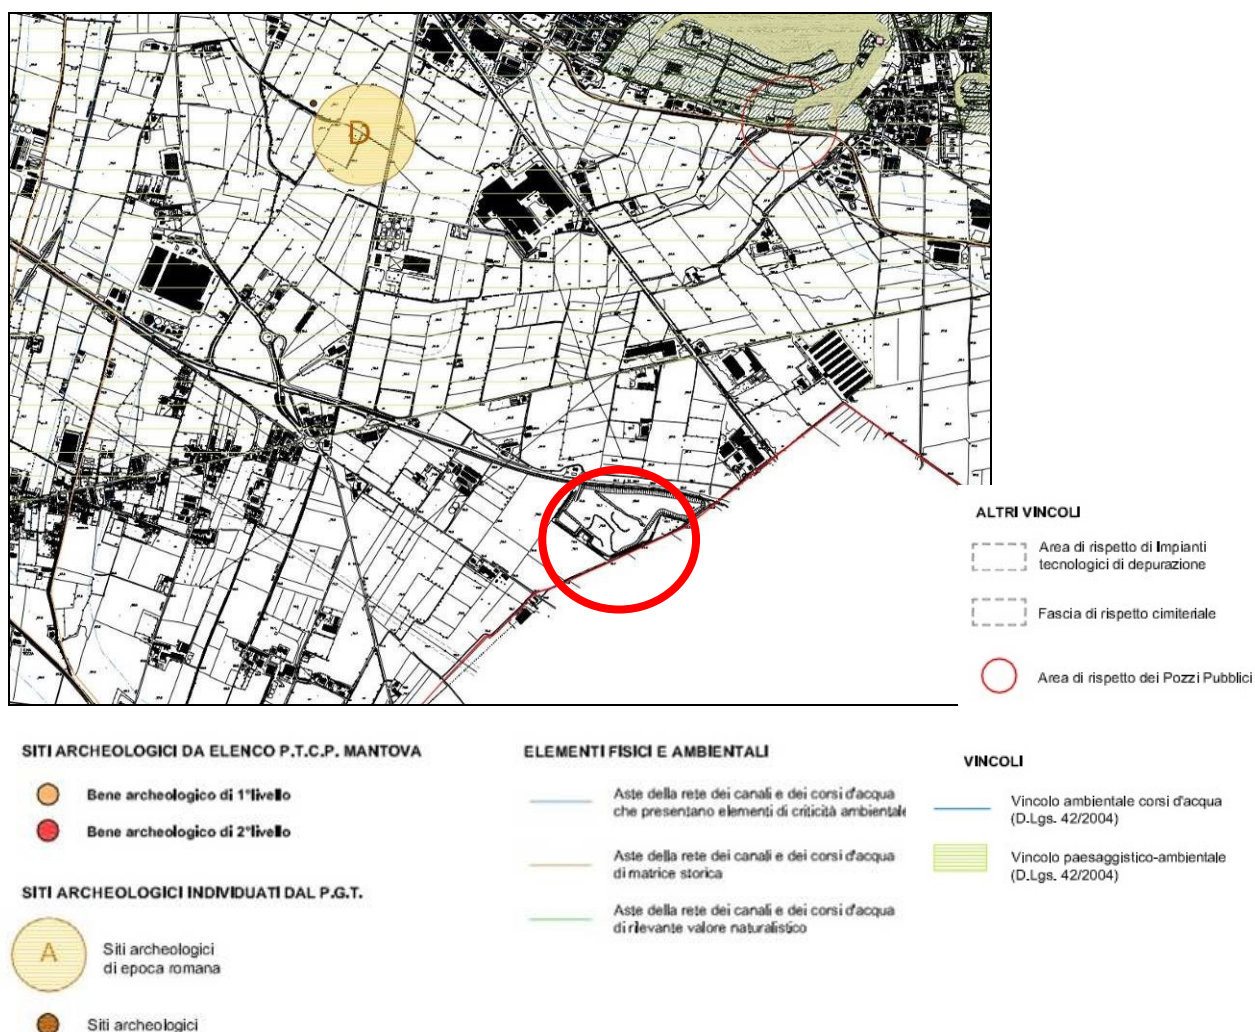 D
ALTRI VINCOLI
Area di rispetto di Impianti
tecnologici di depurazione
Fascia di rispetto cimiteriale
Area di rispetto dei Pozzi Pubblici
SITI ARCHEOLOGICI DA ELENCO P.T.C.P. MANTOVA
Bene archeologico di 1°livello
Bene archeologico di 2°livello
SITI ARCHEOLOGICI INDIVIDUATI DAL P.G.T.
A
Siti archeologici
di epoca romana
Siti archeologici
ELEMENTI FISICI E AMBIENTALI
Aste della rete dei canali e dei corsi d'acqua
che presentano elementi di criticità ambientale
Aste della rete dei canali e dei corsi d'acqua
di matrice storica
Aste della rete dei canali e dei corsi d'acqua
di rilevante valore naturalistico
VINCOLI
Vincolo ambientale corsi d'acqua
(D.Lgs. 42/2004)
Vincolo paesaggistico-ambientale
(D.Lgs. 42/2004)